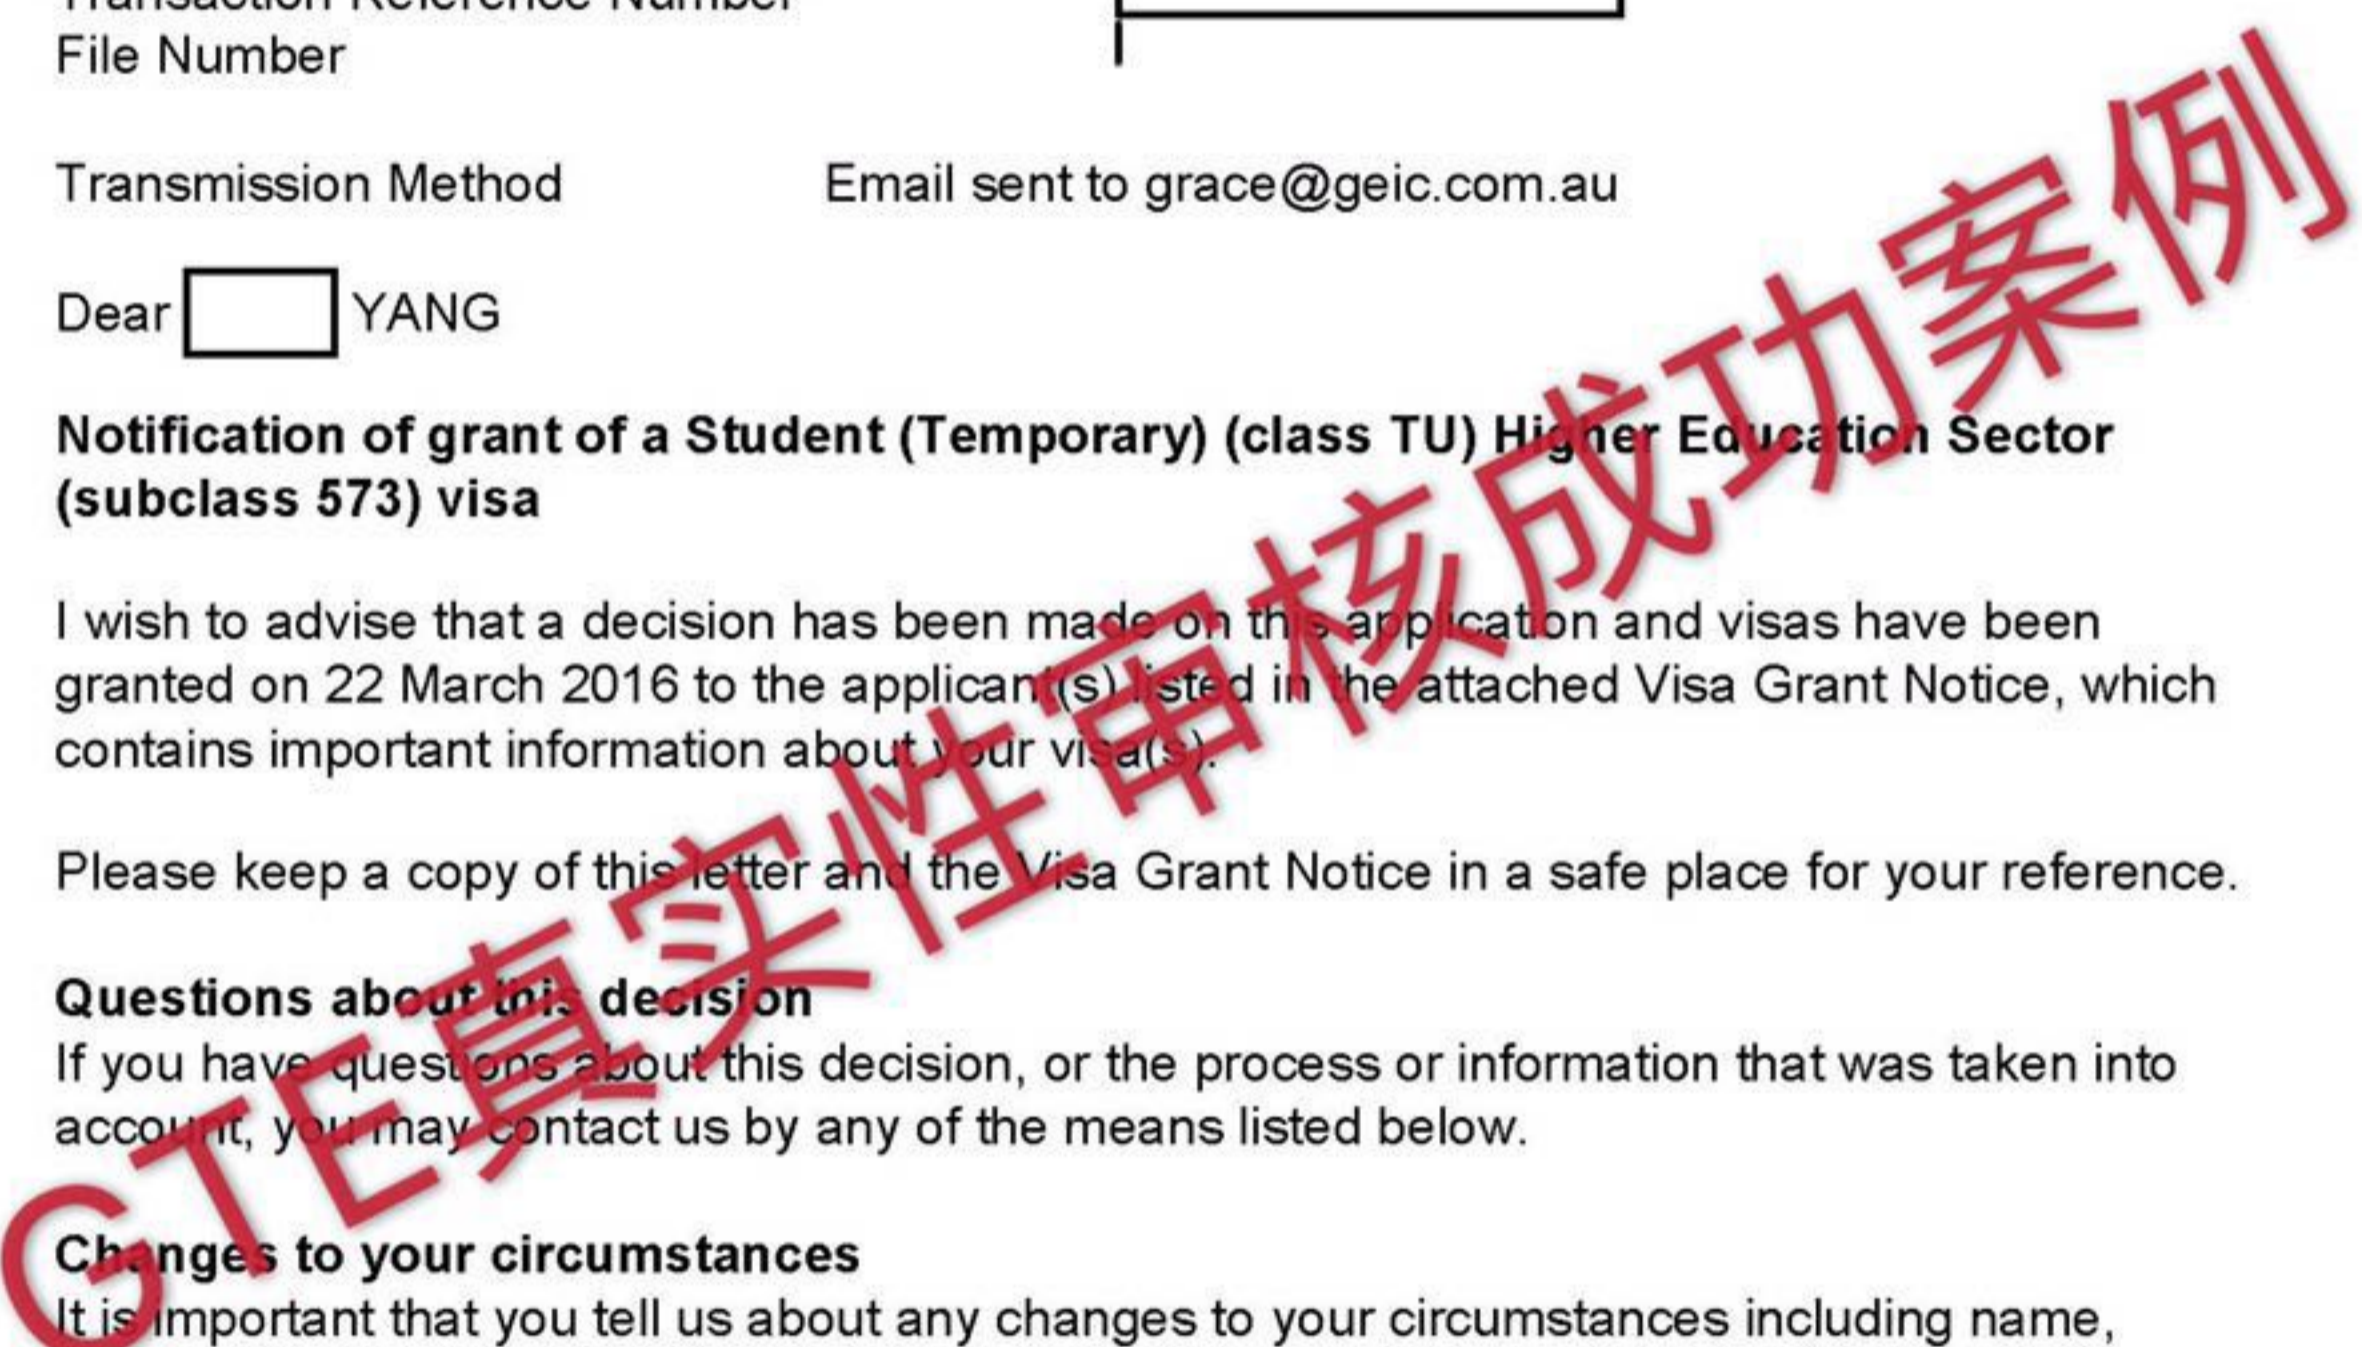 Transaction Reference Number
File Number
Transmission Method Email sent to grace@geic.com.au
Dear YANG
Notification of grant of a Student (Temporary) (class TU) Higher Education Sector
(subclass 573) visa
I wish to advise that a decision has been made on this application and visas have been
granted on 22 March 2016 to the applicant(s) listed in the attached Visa Grant Notice, which
contains important information about your visa(s).
Please keep a copy of this letter and the Visa Grant Notice in a safe place for your reference.
Questions about this decision
If you have questions about this decision, or the process or information that was taken into
account, you may contact us by any of the means listed below.
Changes to your circumstances
It is important that you tell us about any changes to your circumstances including name,
GTE真实性审核成功案例